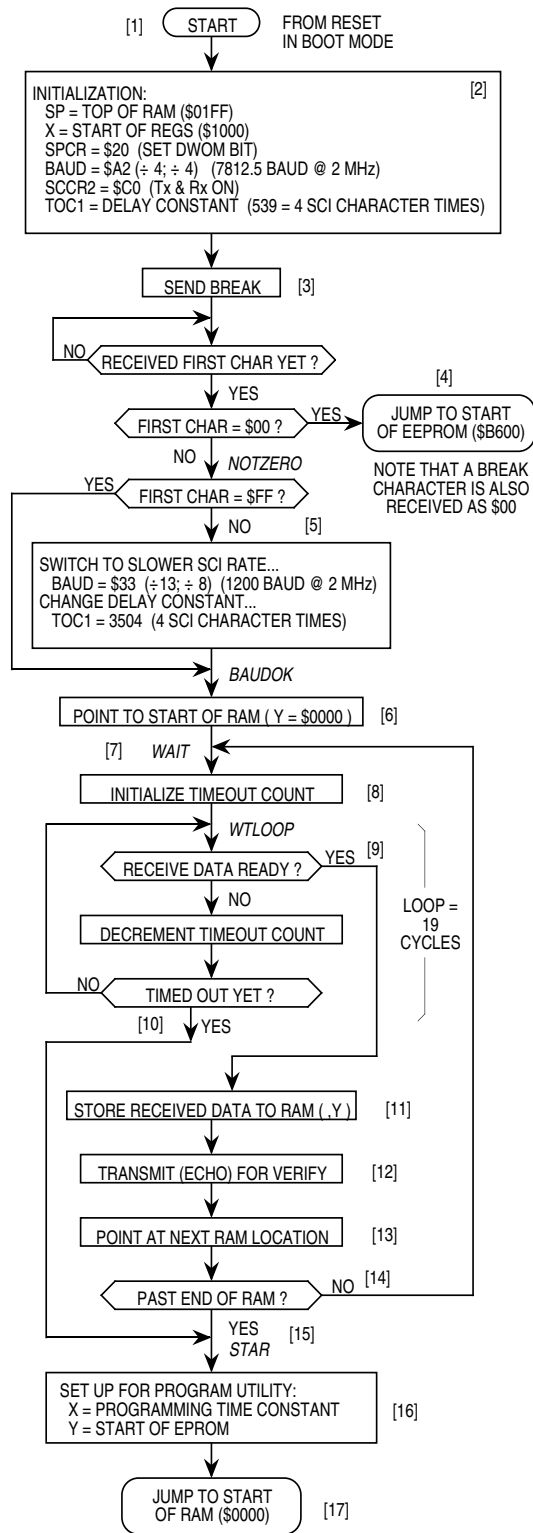 [1]
START
FROM RESET
IN BOOT MODE
INITIALIZATION:
[2]
SP = TOP OF RAM ($01FF)
X = START OF REGS ($1000)
SPCR = $20 (SET DWOM BIT)
BAUD = $A2 (÷ 4; ÷ 4) (7812.5 BAUD @ 2 MHz)
SCCR2 = $C0 (Tx & Rx ON)
TOC1 = DELAY CONSTANT (539 = 4 SCI CHARACTER TIMES)
SEND BREAK
[3]
NO
RECEIVED FIRST CHAR YET ?
YES
[4]
FIRST CHAR = $00 ?
YES
JUMP TO START
OF EEPROM ($B600)
NO
NOTZERO
NOTE THAT A BREAK
CHARACTER IS ALSO
RECEIVED AS $00
YES
FIRST CHAR = $FF ?
NO
[5]
SWITCH TO SLOWER SCI RATE...
BAUD = $33 (÷13; ÷ 8) (1200 BAUD @ 2 MHz)
CHANGE DELAY CONSTANT...
TOC1 = 3504 (4 SCI CHARACTER TIMES)
BAUDOK
POINT TO START OF RAM ( Y = $0000 )
[6]
[7]
WAIT
INITIALIZE TIMEOUT COUNT
[8]
WTLOOP
RECEIVE DATA READY ?
YES
[9]
NO
DECREMENT TIMEOUT COUNT
LOOP =
19
CYCLES
NO
TIMED OUT YET ?
[10]
YES
STORE RECEIVED DATA TO RAM ( ,Y )
[11]
TRANSMIT (ECHO) FOR VERIFY
[12]
POINT AT NEXT RAM LOCATION
[13]
PAST END OF RAM ?
NO
[14]
YES
[15]
STAR
SET UP FOR PROGRAM UTILITY:
X = PROGRAMMING TIME CONSTANT
Y = START OF EPROM
[16]
JUMP TO START
OF RAM ($0000)
[17]